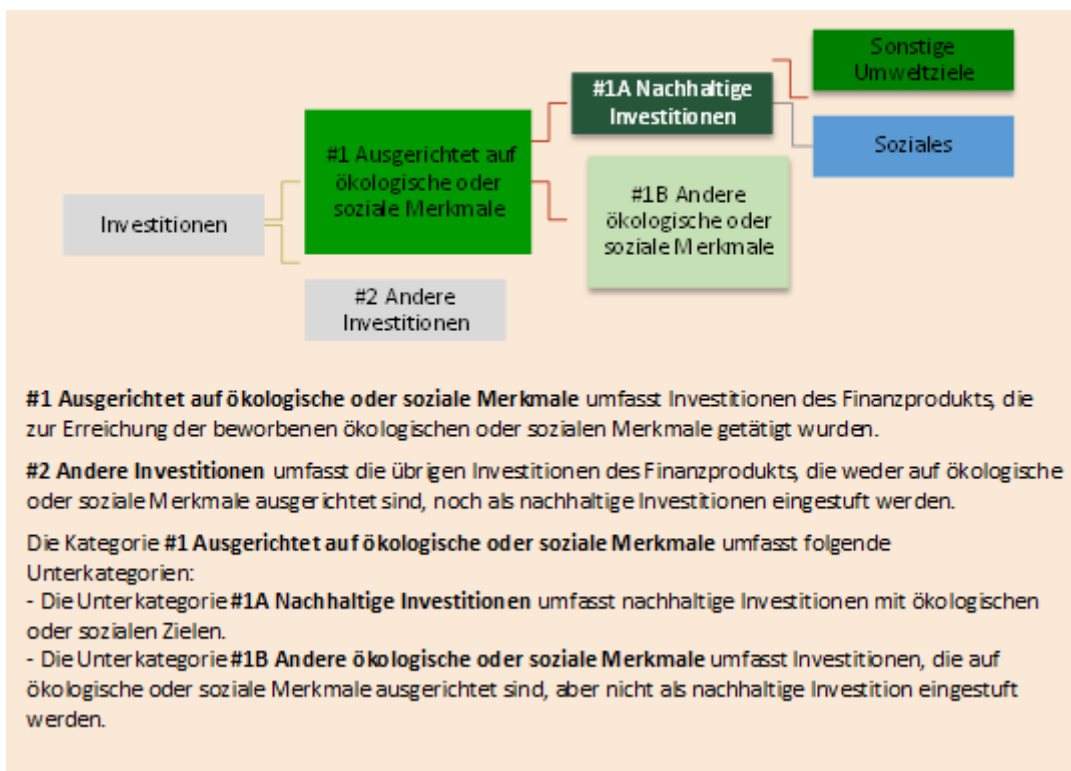 Sonstige
Umweltziele
#1A Nachhaltige
Investitionen
Soziales
#1 Ausgerichtet auf
ökologische oder
soziale Merkmale
#1B Andere
ökologische oder
soziale Merkmale
Investitionen
#2 Andere
Investitionen
#1 Ausgerichtet auf ökologische oder soziale Merkmale umfasst Investitionen des Finanzprodukts, die
zur Erreichung der beworbenen ökologischen oder sozialen Merkmale getätigt wurden.
#2 Andere Investitionen umfasst die übrigen Investitionen des Finanzprodukts, die weder auf ökologische
oder soziale Merkmale ausgerichtet sind, noch als nachhaltige Investitionen eingestuft werden.
Die Kategorie #1 Ausgerichtet auf ökologische oder soziale Merkmale umfasst folgende
Unterkategorien:
- Die Unterkategorie #1A Nachhaltige Investitionen umfasst nachhaltige Investitionen mit ökologischen
oder sozialen Zielen.
- Die Unterkategorie #1B Andere ökologische oder soziale Merkmale umfasst Investitionen, die auf
ökologische oder soziale Merkmale ausgerichtet sind, aber nicht als nachhaltige Investition eingestuft
werden.